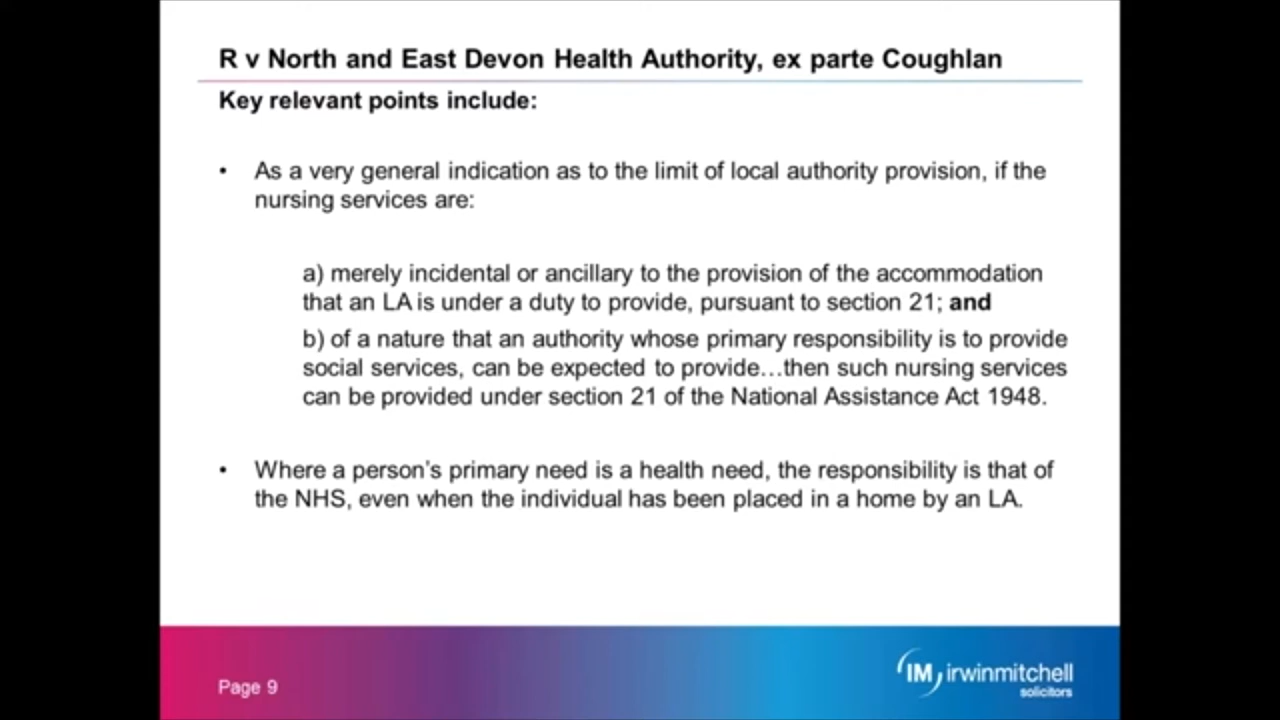 R v North and East Devon Health Authority, ex parte Coughlan
Key relevant points include:
• As a very general indication as to the limit of local authority provision, if the
nursing services are:
a) merely incidental or ancillary to the provision of the accommodation
that an LA is under a duty to provide, pursuant to section 21; and
b) of a nature that an authority whose primary responsibility is to provide
social services, can be expected to provide…then such nursing services
can be provided under section 21 of the National Assistance Act 1948.
• Where a person's primary need is a health need, the responsibility is that of
the NHS, even when the individual has been placed in a home by an LA.
Page 9
IM irwinmitchell
solicitors